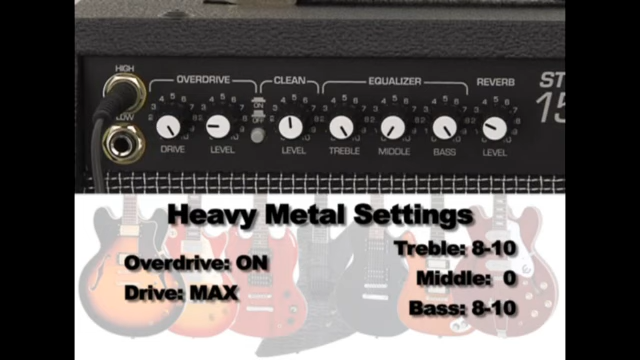 HIGH
OVERDRIVE
CLEAN
EQUALIZER
REVERB
ST
15
ON
OFF
LOW
DRIVE
LEVEL
LEVEL
TREBLE
MIDDLE
BASS
LEVEL
Heavy Metal Settings
Overdrive: ON
Drive: MAX
Treble: 8-10
Middle: 0
Bass: 8-10